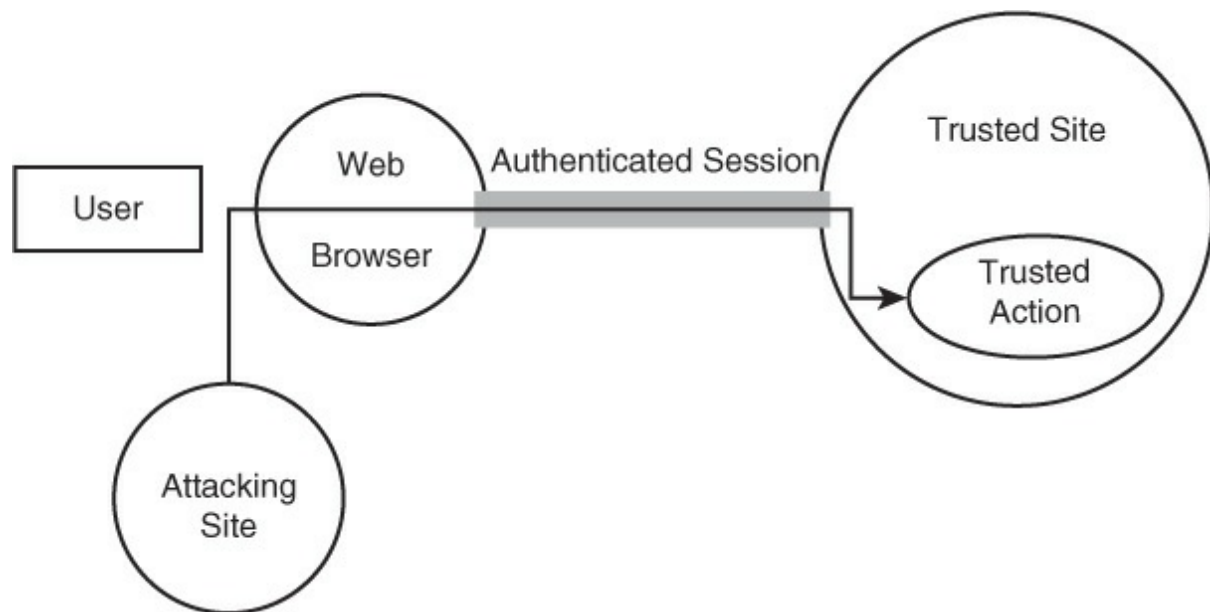 User
Web
Browser
Authenticated Session
Trusted Site
Trusted
Action
Attacking
Site